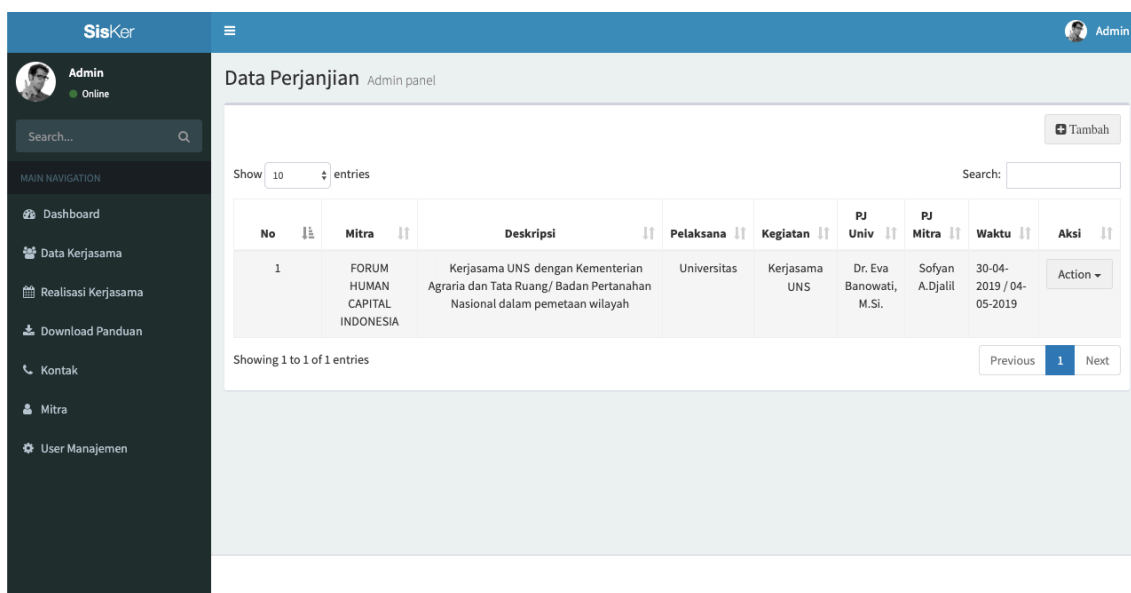 SisKer
Admin
Admin
Online
Search...
MAIN NAVIGATION
Dashboard
Data Kerjasama
Realisasi Kerjasama
Download Panduan
Kontak
Mitra
User Manajemen
Data Perjanjian Admin panel
Tambah
Show 10 entries
Search:
No
Mitra
Deskripsi
Pelaksana
Kegiatan
PJ
Univ
PJ
Mitra
Waktu
Aksi
1
FORUM
HUMAN
CAPITAL
INDONESIA
Kerjasama UNS dengan Kementerian
Agraria dan Tata Ruang/ Badan Pertanahan
Nasional dalam pemetaan wilayah
Universitas
Kerjasama
UNS
Dr. Eva
Banowati,
M.Si.
Sofyan
A.Djalil
30-04-
2019 / 04-
05-2019
Action
Showing 1 to 1 of 1 entries
Previous 1 Next